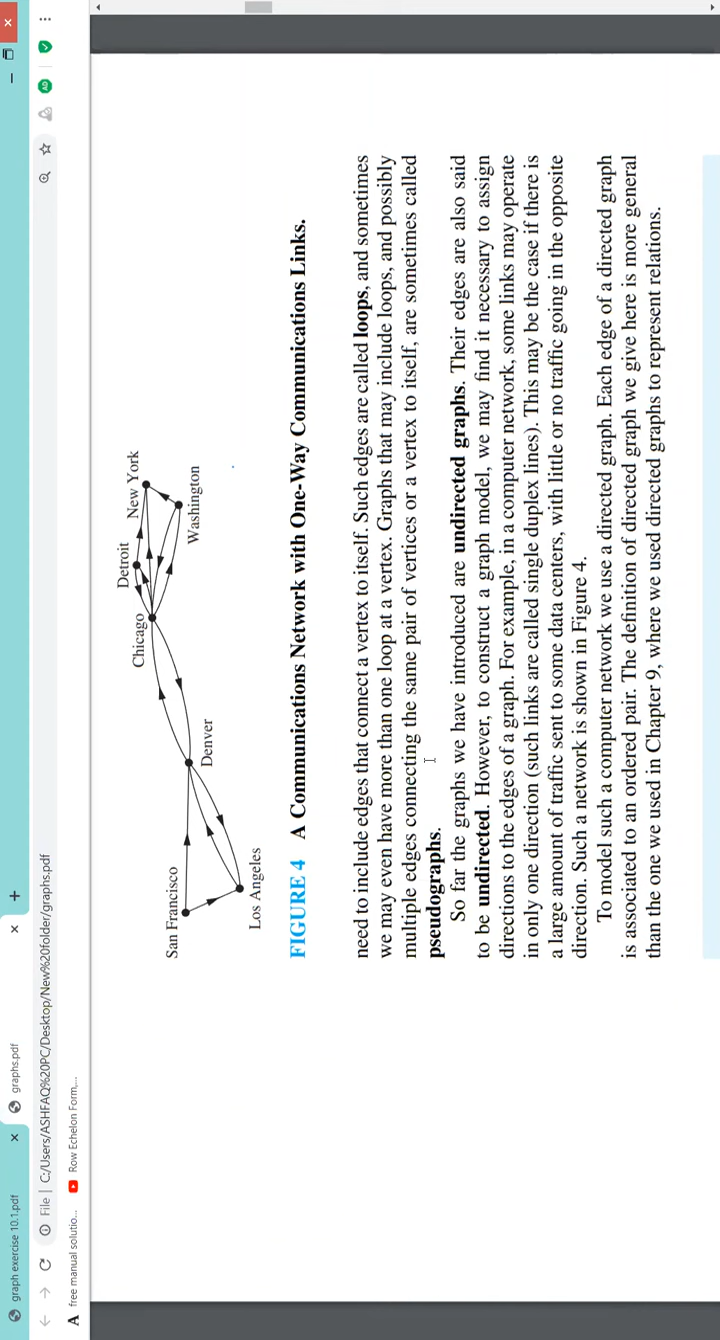 graph exercise 10.1.pdf
graphs.pdf
File | C:/Users/ASHFAQ%20PC/Desktop/New%20folder/graphs.pdf
free manual solutio...
Row Echelon Form,...
San Francisco
Los Angeles
Denver
Chicago
Detroit
New York
Washington
FIGURE 4 A Communications Network with One-Way Communications Links.
need to include edges that connect a vertex to itself. Such edges are called loops, and sometimes
we may even have more than one loop at a vertex. Graphs that may include loops, and possibly
multiple edges connecting the same pair of vertices or a vertex to itself, are sometimes called
pseudographs.
So far the graphs we have introduced are undirected graphs. Their edges are also said
to be undirected. However, to construct a graph model, we may find it necessary to assign
directions to the edges of a graph. For example, in a computer network, some links may operate
in only one direction (such links are called single duplex lines). This may be the case if there is
a large amount of traffic sent to some data centers, with little or no traffic going in the opposite
direction. Such a network is shown in Figure 4.
To model such a computer network we use a directed graph. Each edge of a directed graph
is associated to an ordered pair. The definition of directed graph we give here is more general
than the one we used in Chapter 9, where we used directed graphs to represent relations.